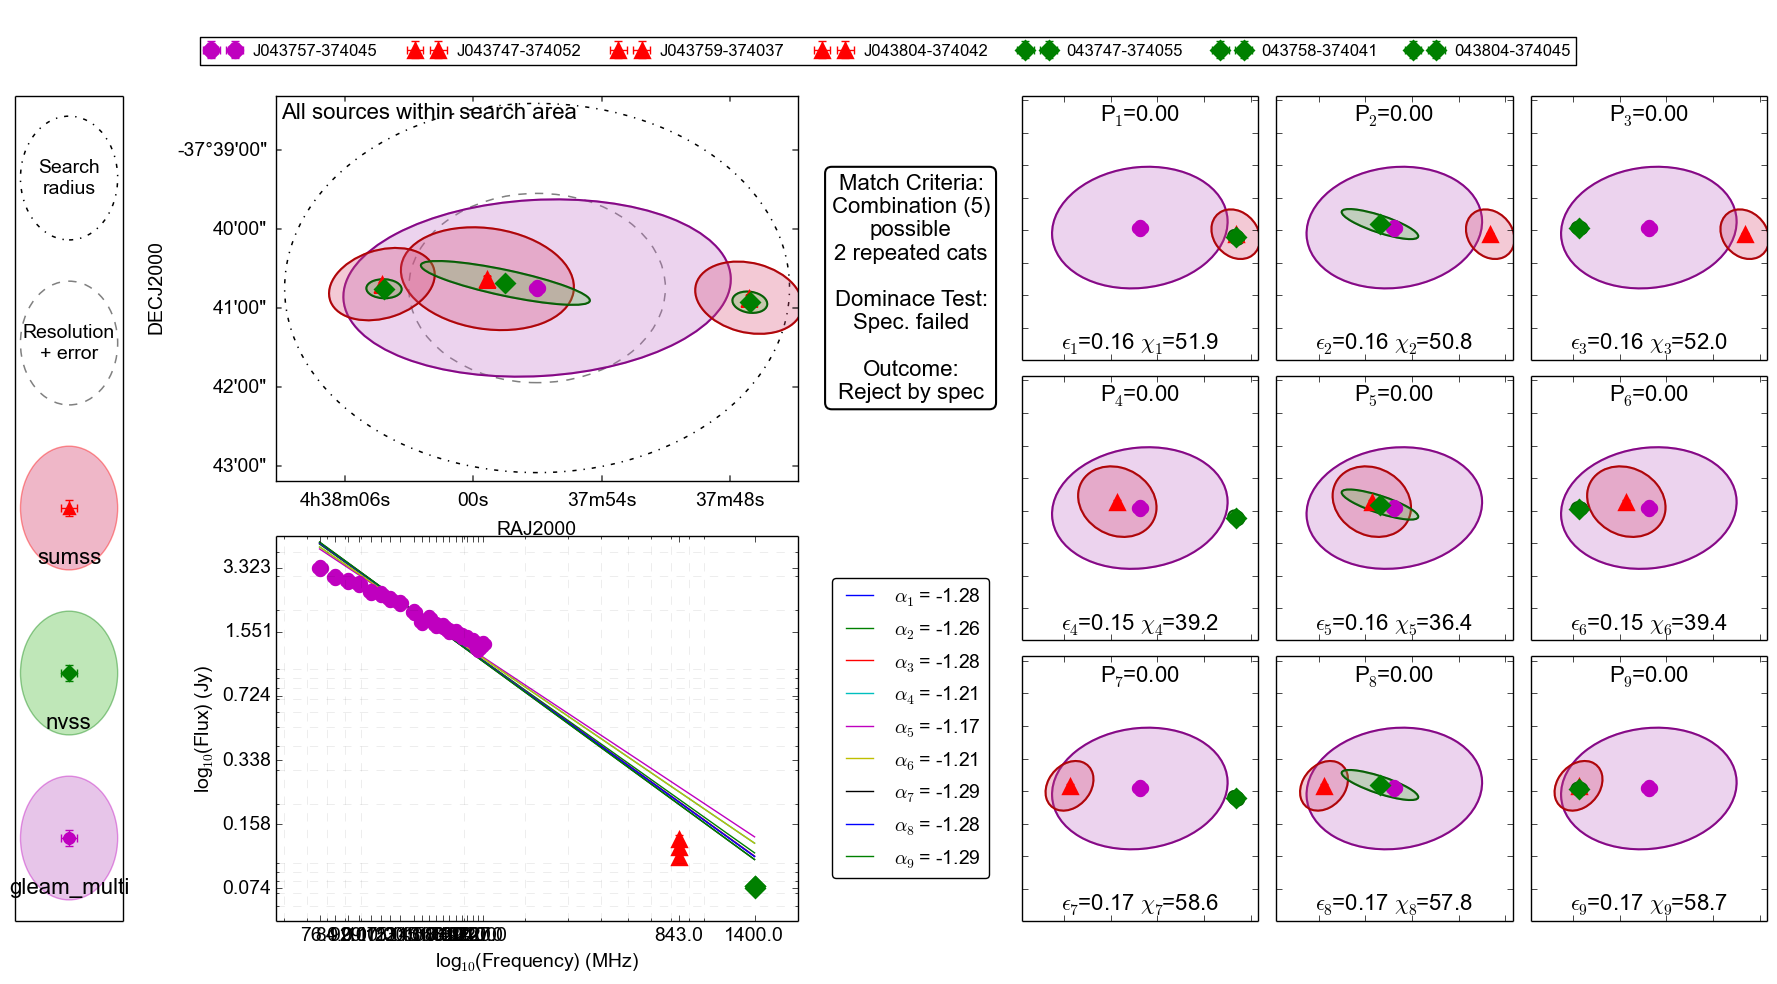 J043757-374045 J043747-374052 J043759-374037 J043804-374042 043747-374055 043758-374041 043804-374045
Search
radius
Resolution
+ error
sumss
nvss
gleam_multi
All sources within search area
DECJ2000
-37°39'00"
40'00"
41'00"
42'00"
43'00"
4h38m06s 00s 37m54s 37m48s
RAJ2000
Match Criteria:
Combination (5)
possible
2 repeated cats
Dominace Test:
Spec. failed
Outcome:
Reject by spec
log10(Flux) (Jy)
3.323
1.551
0.724
0.338
0.158
0.074
843.0 1400.0
log10(Frequency) (MHz)
α1 = -1.28
α2 = -1.26
α3 = -1.28
α4 = -1.21
α5 = -1.17
α6 = -1.21
α7 = -1.29
α8 = -1.28
α9 = -1.29
P1=0.00
ϵ1=0.16 χ1=51.9
P2=0.00
ϵ2=0.16 χ2=50.8
P3=0.00
ϵ3=0.16 χ3=52.0
P4=0.00
ϵ4=0.15 χ4=39.2
P5=0.00
ϵ5=0.16 χ5=36.4
P6=0.00
ϵ6=0.15 χ6=39.4
P7=0.00
ϵ7=0.17 χ7=58.6
P8=0.00
ϵ8=0.17 χ8=57.8
P9=0.00
ϵ9=0.17 χ9=58.7